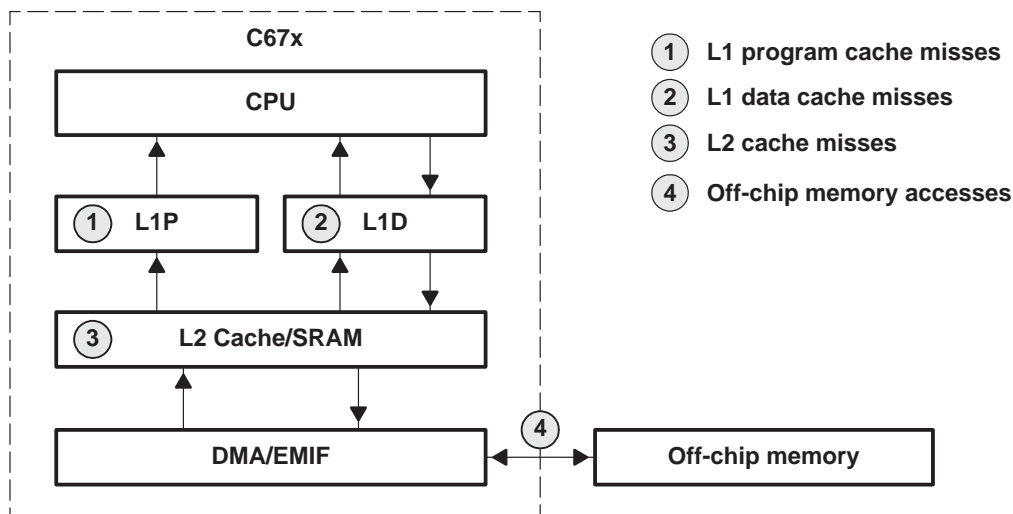 C67x
CPU
1 L1P
2 L1D
3 L2 Cache/SRAM
DMA/EMIF
4
Off-chip memory
1 L1 program cache misses
2 L1 data cache misses
3 L2 cache misses
4 Off-chip memory accesses